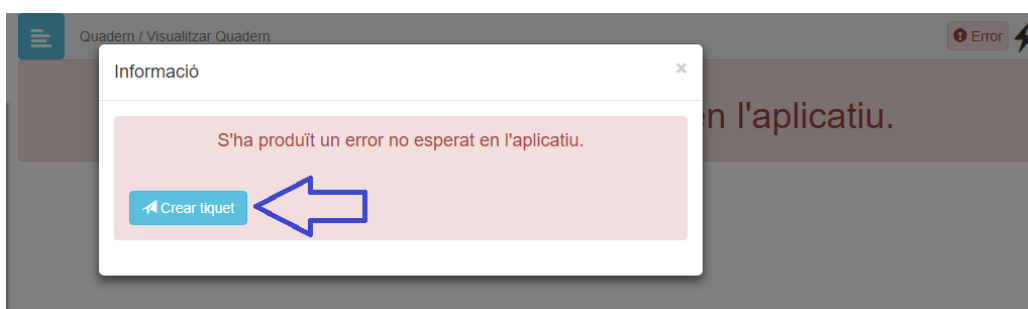 Quadern / Visualitzar Quadern
Error
Informació
×
n l'aplicatiu.
S'ha produït un error no esperat en l'aplicatiu.
Crear tiquet